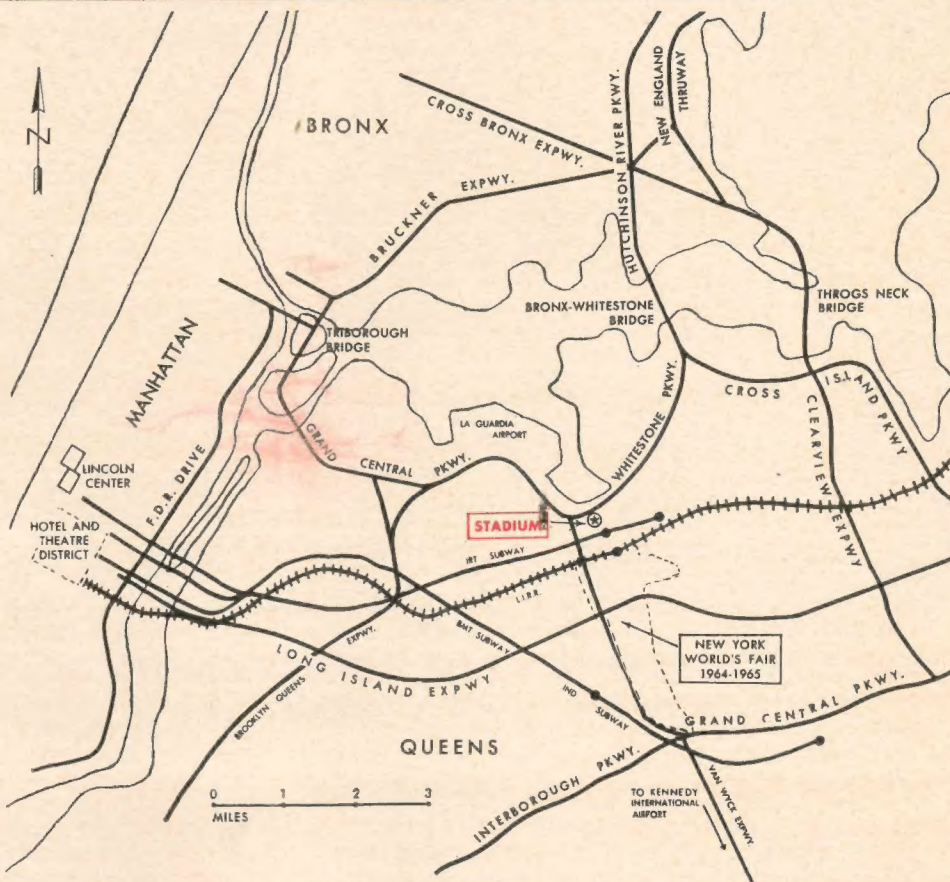 N
BRONX
CROSS BRONX EXPWY.
HUTCHINSON RIVER PKWY.
NEW ENGLAND
THRUWAY
BRUCKNER EXPWY.
THROGS NECK
BRIDGE
BRONX-WHITESTONE
BRIDGE
TRIBOROUGH
BRIDGE
MANHATTAN
WHITESTONE PKWY.
CROSS ISLAND PKWY
LA GUARDIA
AIRPORT
CLEARVIEW EXPWY
GRAND CENTRAL PKWY.
LINCOLN
CENTER
F.D.R. DRIVE
HOTEL AND
THEATRE
DISTRICT
STADIUM
IRT SUBWAY
L.I.R.R.
BMT SUBWAY
LONG ISLAND EXPWY
BROOKLYN QUEENS EXPWY.
NEW YORK
WORLD'S FAIR
1964-1965
IND SUBWAY
GRAND CENTRAL PKWY.
QUEENS
INTERBOROUGH PKWY.
VAN WYCK EXPWY.
TO KENNEDY
INTERNATIONAL
AIRPORT
0 1 2 3
MILES